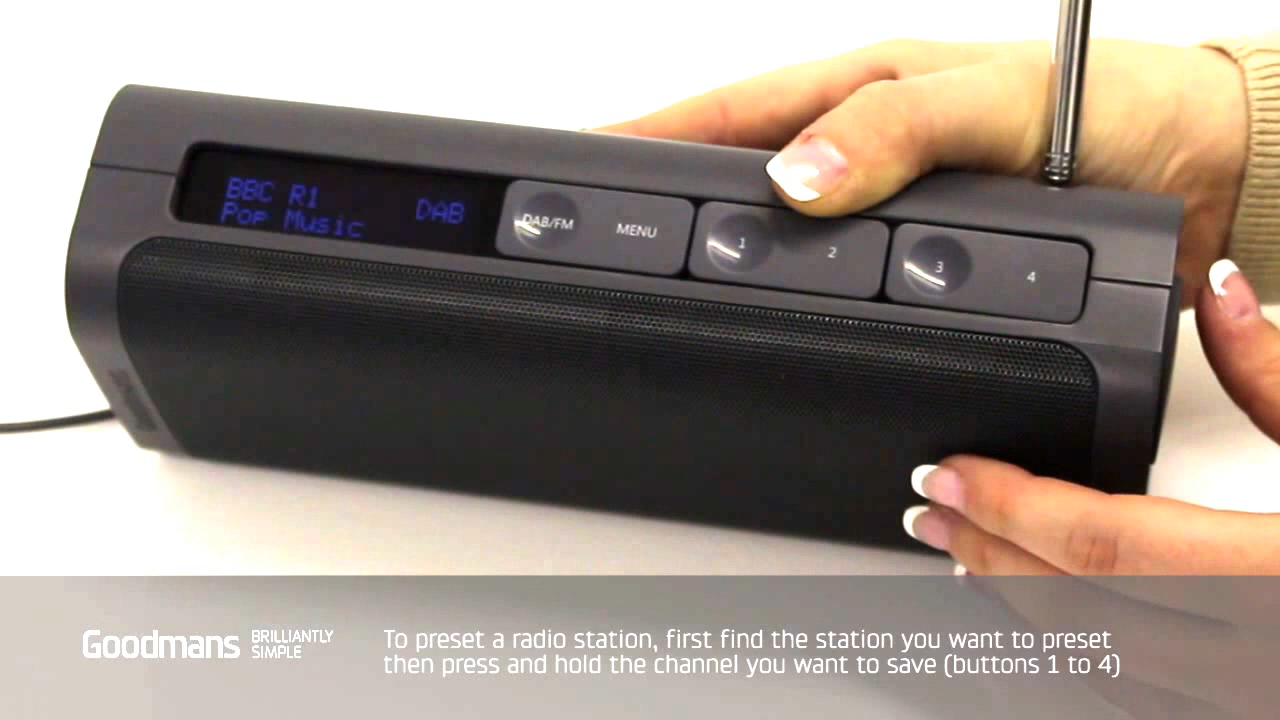 BBC R1
Pop Music
DAB
DAB/FM
MENU
1
2
3
4
Goodmans
BRILLIANTLY
SIMPLE
To preset a radio station, first find the station you want to preset
then press and hold the channel you want to save (buttons 1 to 4)